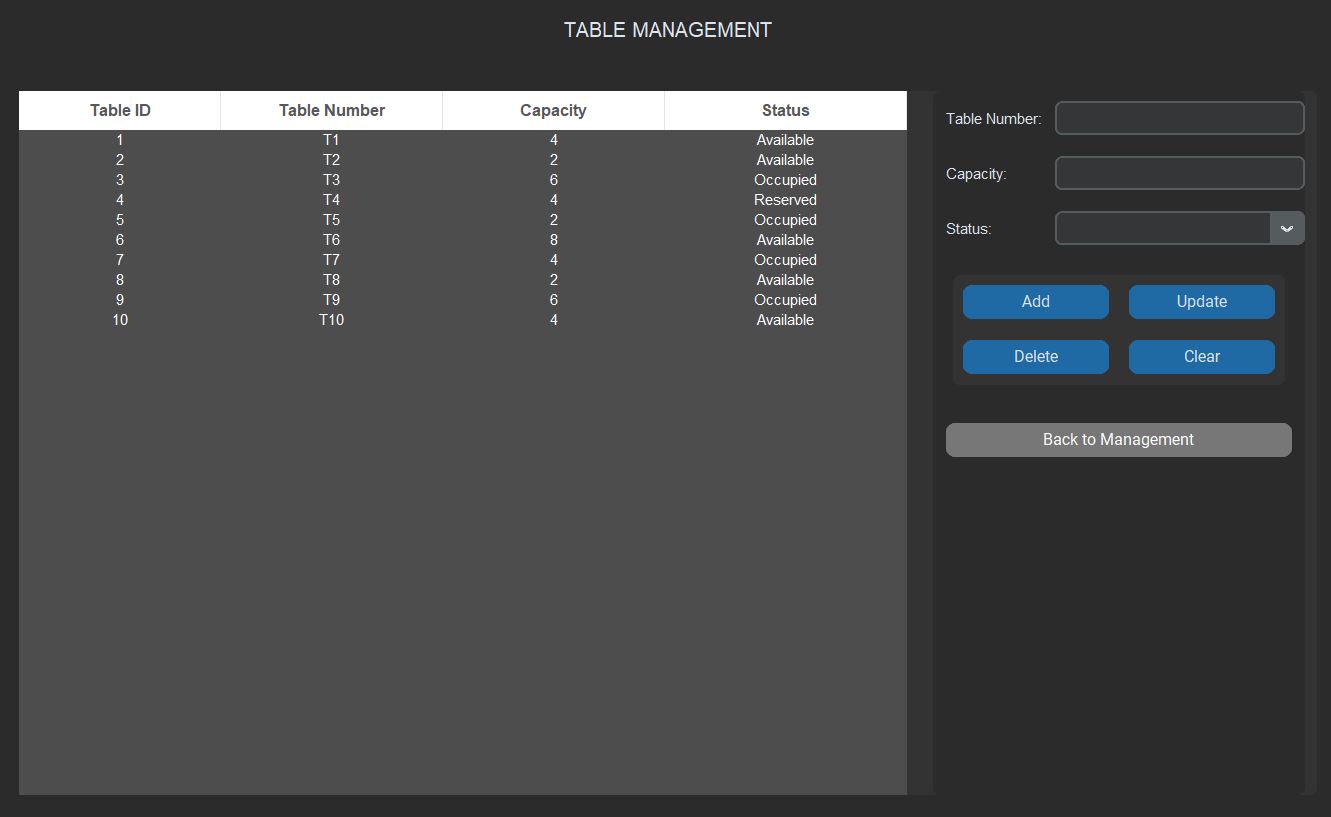 TABLE MANAGEMENT
Table ID Table Number Capacity Status
1 T1 4 Available
2 T2 2 Available
3 T3 6 Occupied
4 T4 4 Reserved
5 T5 2 Occupied
6 T6 8 Available
7 T7 4 Occupied
8 T8 2 Available
9 T9 6 Occupied
10 T10 4 Available
Table Number:
Capacity:
Status:
Add Update
Delete Clear
Back to Management